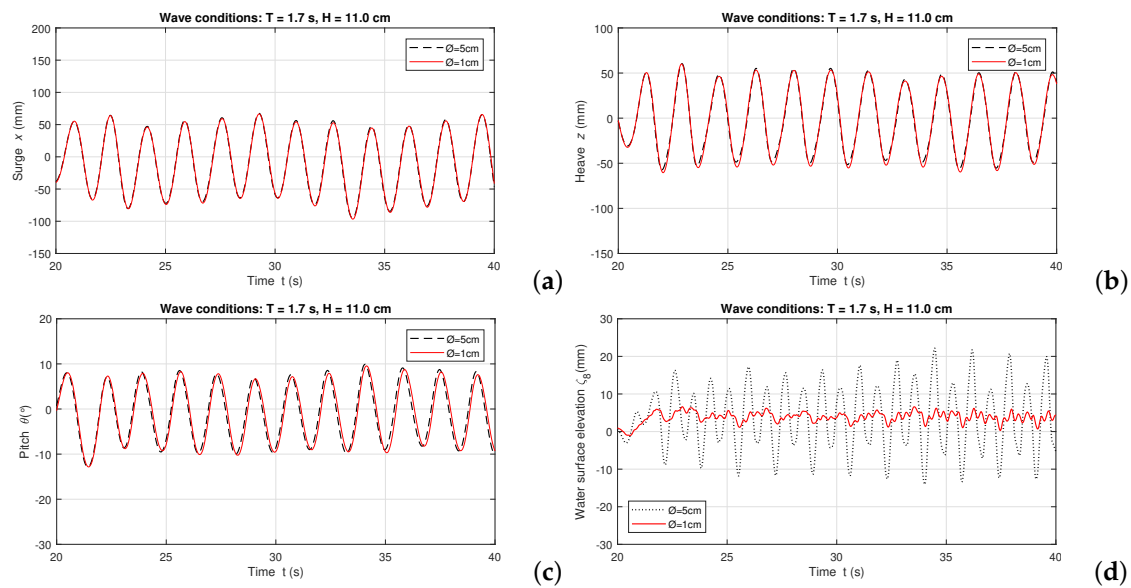 Wave conditions: T = 1.7 s, H = 11.0 cm
200
150
100
50
0
-50
-100
-150
Surge x (mm)
Ø=5cm
Ø=1cm
20 25 30 35 40
Time t (s)
(a)
Wave conditions: T = 1.7 s, H = 11.0 cm
100
50
0
-50
-100
Heave z (mm)
Ø=5cm
Ø=1cm
20 25 30 35 40
Time t (s)
(b)
Wave conditions: T = 1.7 s, H = 11.0 cm
20
10
0
-10
-20
-30
Pitch θ(°)
Ø=5cm
Ø=1cm
20 25 30 35 40
Time t (s)
(c)
Wave conditions: T = 1.7 s, H = 11.0 cm
30
20
10
0
-10
-20
-30
Water surface elevation ζ8(mm)
Ø=5cm
Ø=1cm
20 25 30 35 40
Time t (s)
(d)